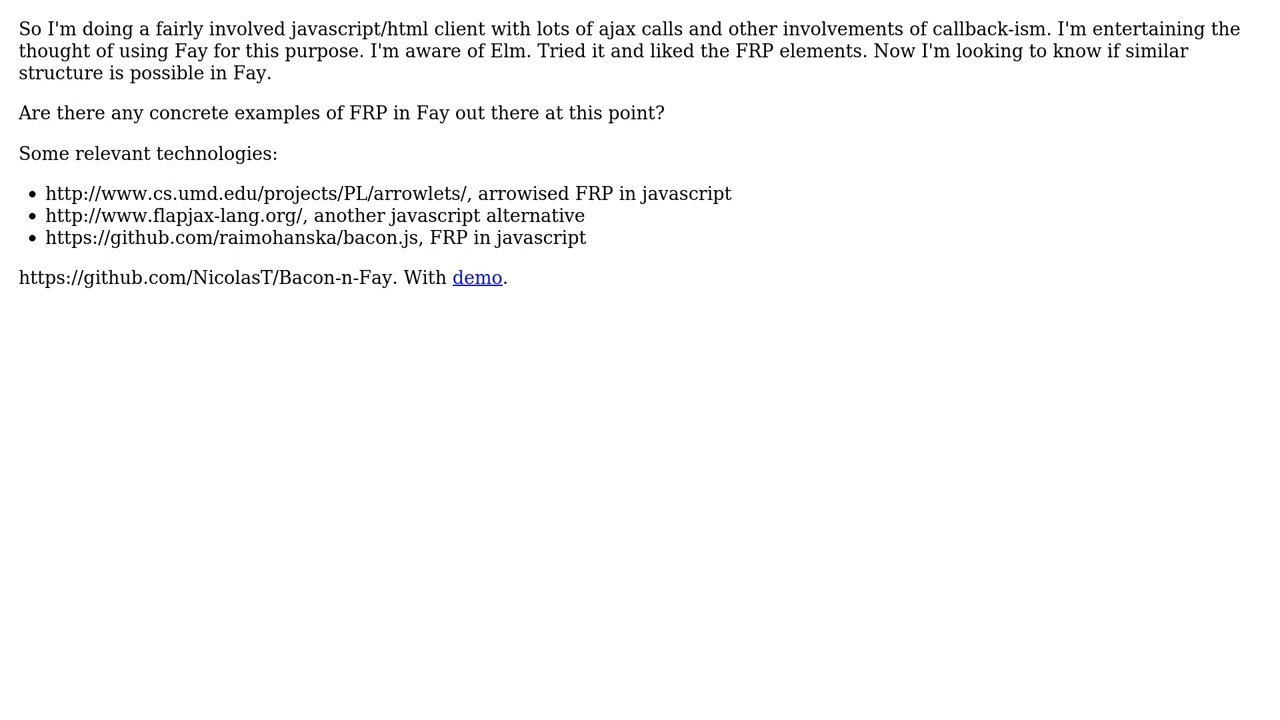 So I'm doing a fairly involved javascript/html client with lots of ajax calls and other involvements of callback-ism. I'm entertaining the
thought of using Fay for this purpose. I'm aware of Elm. Tried it and liked the FRP elements. Now I'm looking to know if similar
structure is possible in Fay.
Are there any concrete examples of FRP in Fay out there at this point?
Some relevant technologies:
• http://www.cs.umd.edu/projects/PL/arrowlets/, arrowised FRP in javascript
• http://www.flapjax-lang.org/, another javascript alternative
• https://github.com/raimohanska/bacon.js, FRP in javascript
https://github.com/NicolasT/Bacon-n-Fay. With demo.